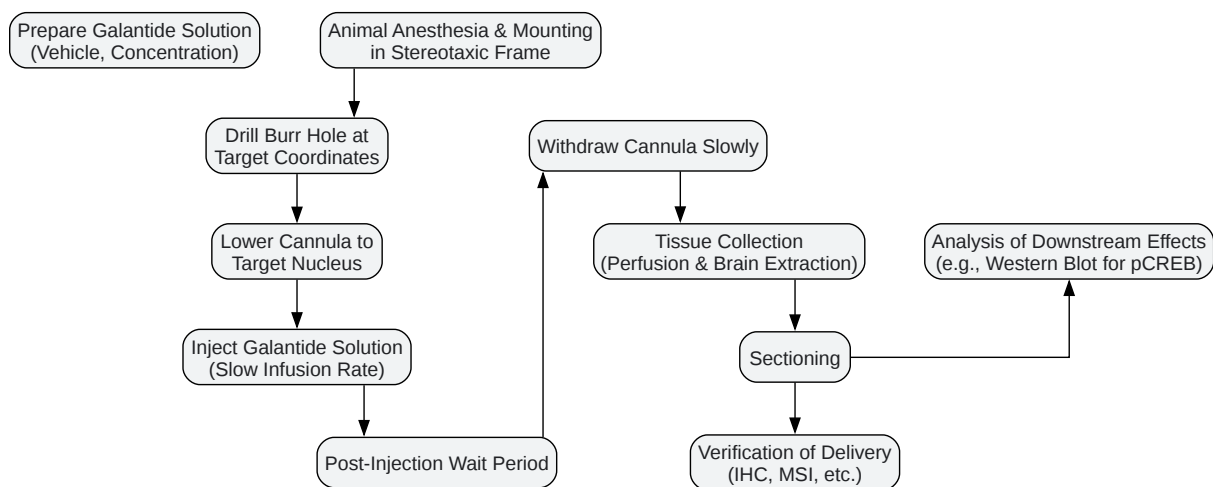 Prepare Galantide Solution
(Vehicle, Concentration)
Animal Anesthesia & Mounting
in Stereotaxic Frame
Drill Burr Hole at
Target Coordinates
Lower Cannula to
Target Nucleus
Inject Galantide Solution
(Slow Infusion Rate)
Post-Injection Wait Period
Withdraw Cannula Slowly
Tissue Collection
(Perfusion & Brain Extraction)
Sectioning
Analysis of Downstream Effects
(e.g., Western Blot for pCREB)
Verification of Delivery
(IHC, MSI, etc.)